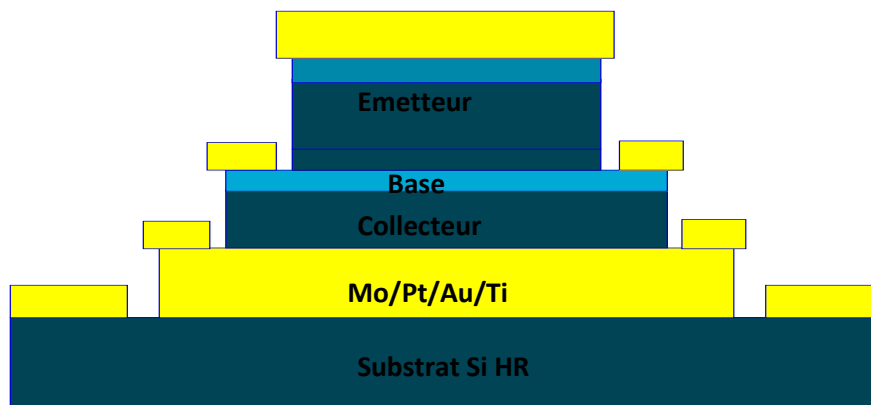 Emetteur
Base
Collecteur
Mo/Pt/Au/Ti
Substrat Si HR